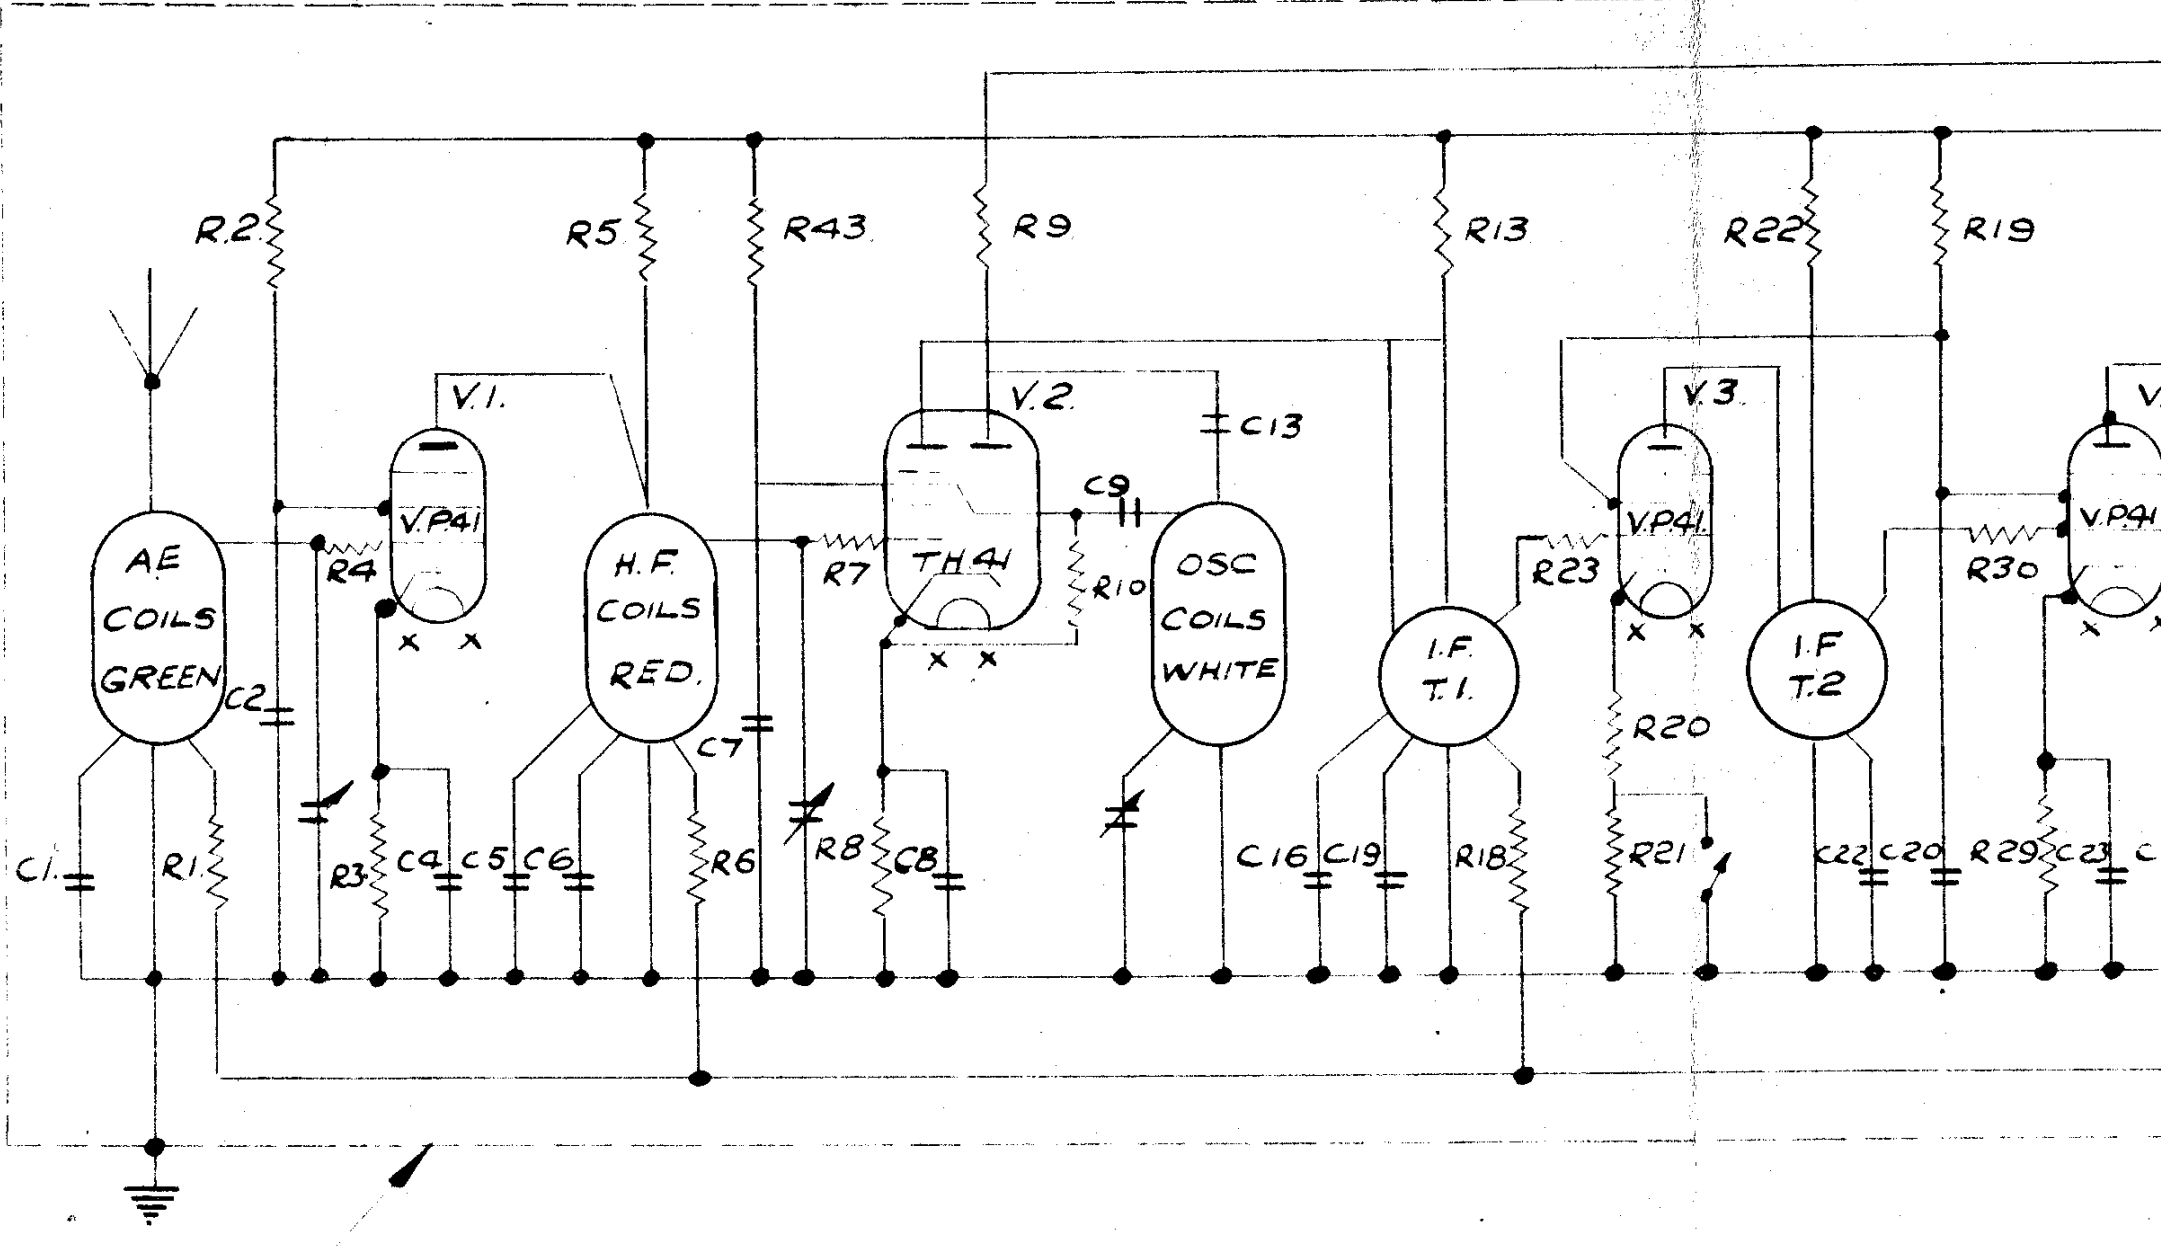 R.2.
R5
R43
R9
R13
R22
R19
V.1.
V.2.
V.3.
V.
C13
C9
V.P.41
V.P.41.
V.P.41
AE
COILS
GREEN
R4
H.F.
COILS
RED.
R7
TH.41
R10
OSC
COILS
WHITE
R23
R30
I.F.
T.1.
I.F
T.2
x x
x x
x x
x x
C2
C7
R20
C1.
R1.
R3
C4
C5
C6
R6
R8
C8
C16
C19
R18
R21
C22
C20
R29
C23
C